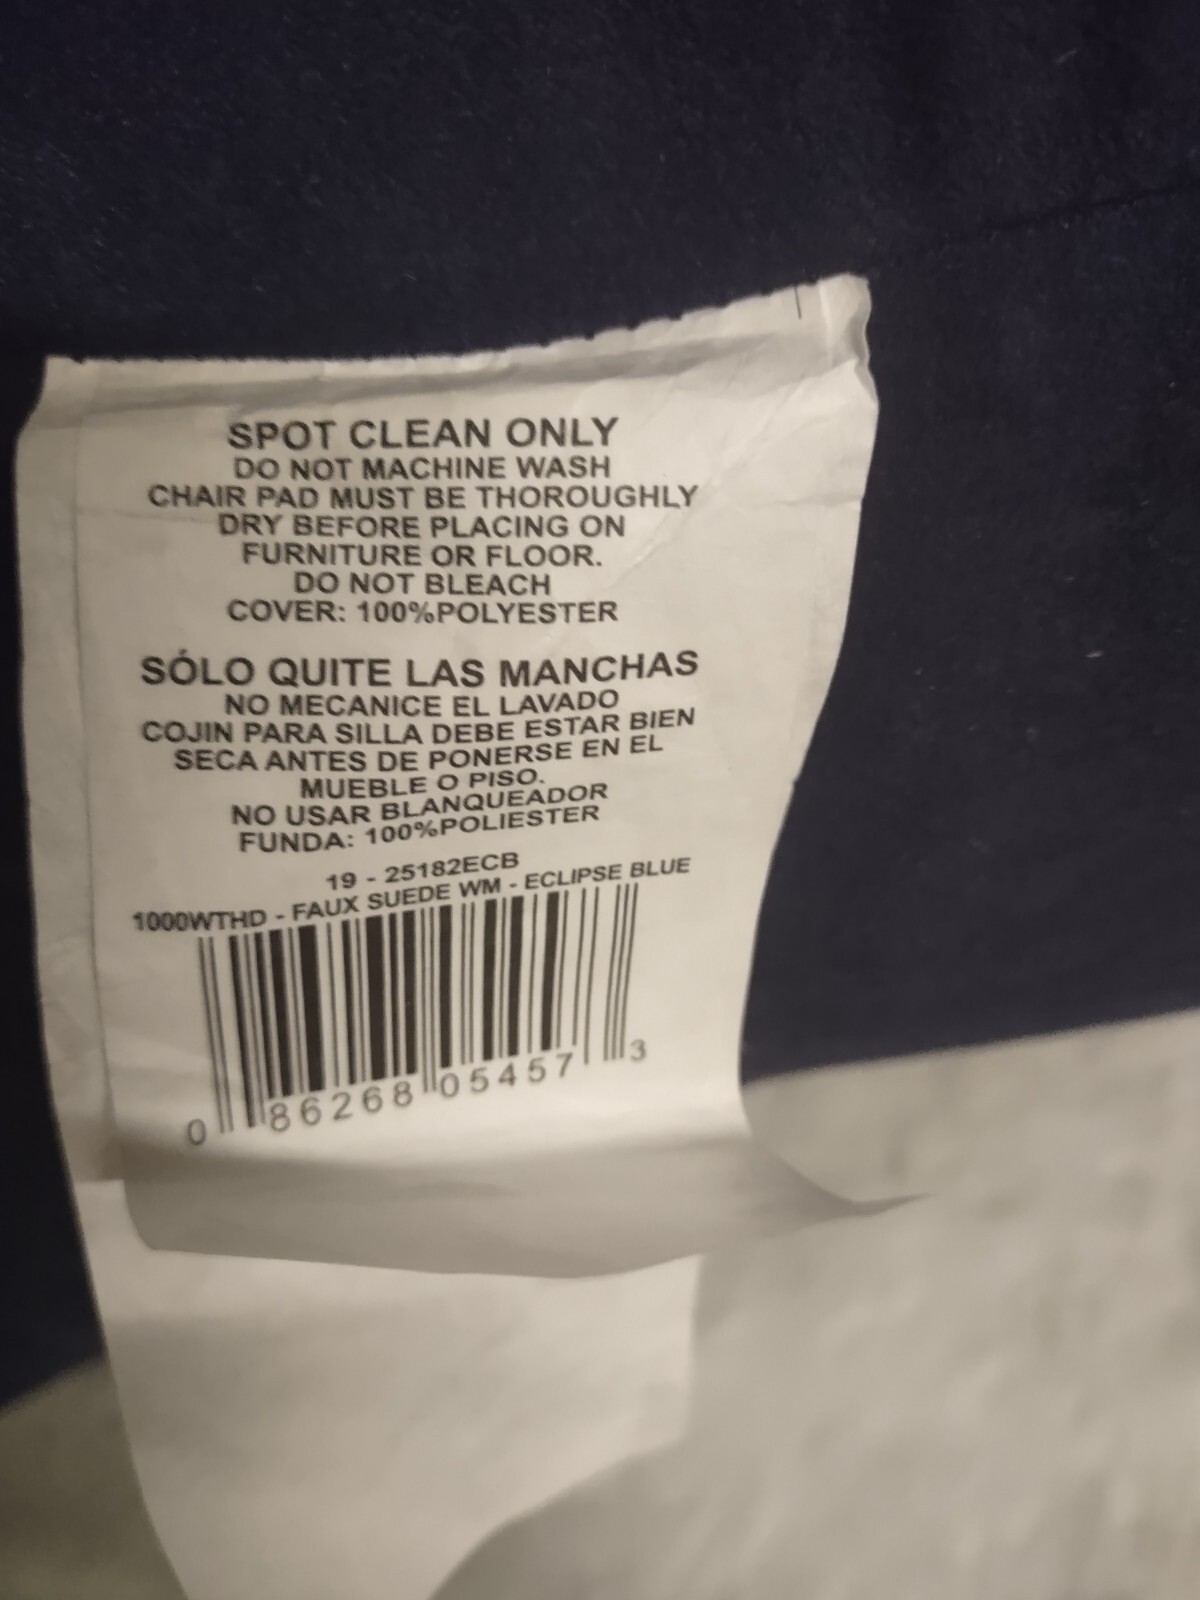 SPOT CLEAN ONLY
DO NOT MACHINE WASH
CHAIR PAD MUST BE THOROUGHLY
DRY BEFORE PLACING ON
FURNITURE OR FLOOR.
DO NOT BLEACH
COVER: 100%POLYESTER
SÓLO QUITE LAS MANCHAS
NO MECANICE EL LAVADO
COJIN PARA SILLA DEBE ESTAR BIEN
SECA ANTES DE PONERSE EN EL
MUEBLE O PISO.
NO USAR BLANQUEADOR
FUNDA: 100%POLIESTER
19 - 25182ECB
1000WTHD - FAUX SUEDE WM - ECLIPSE BLUE
0 86268 05457 3